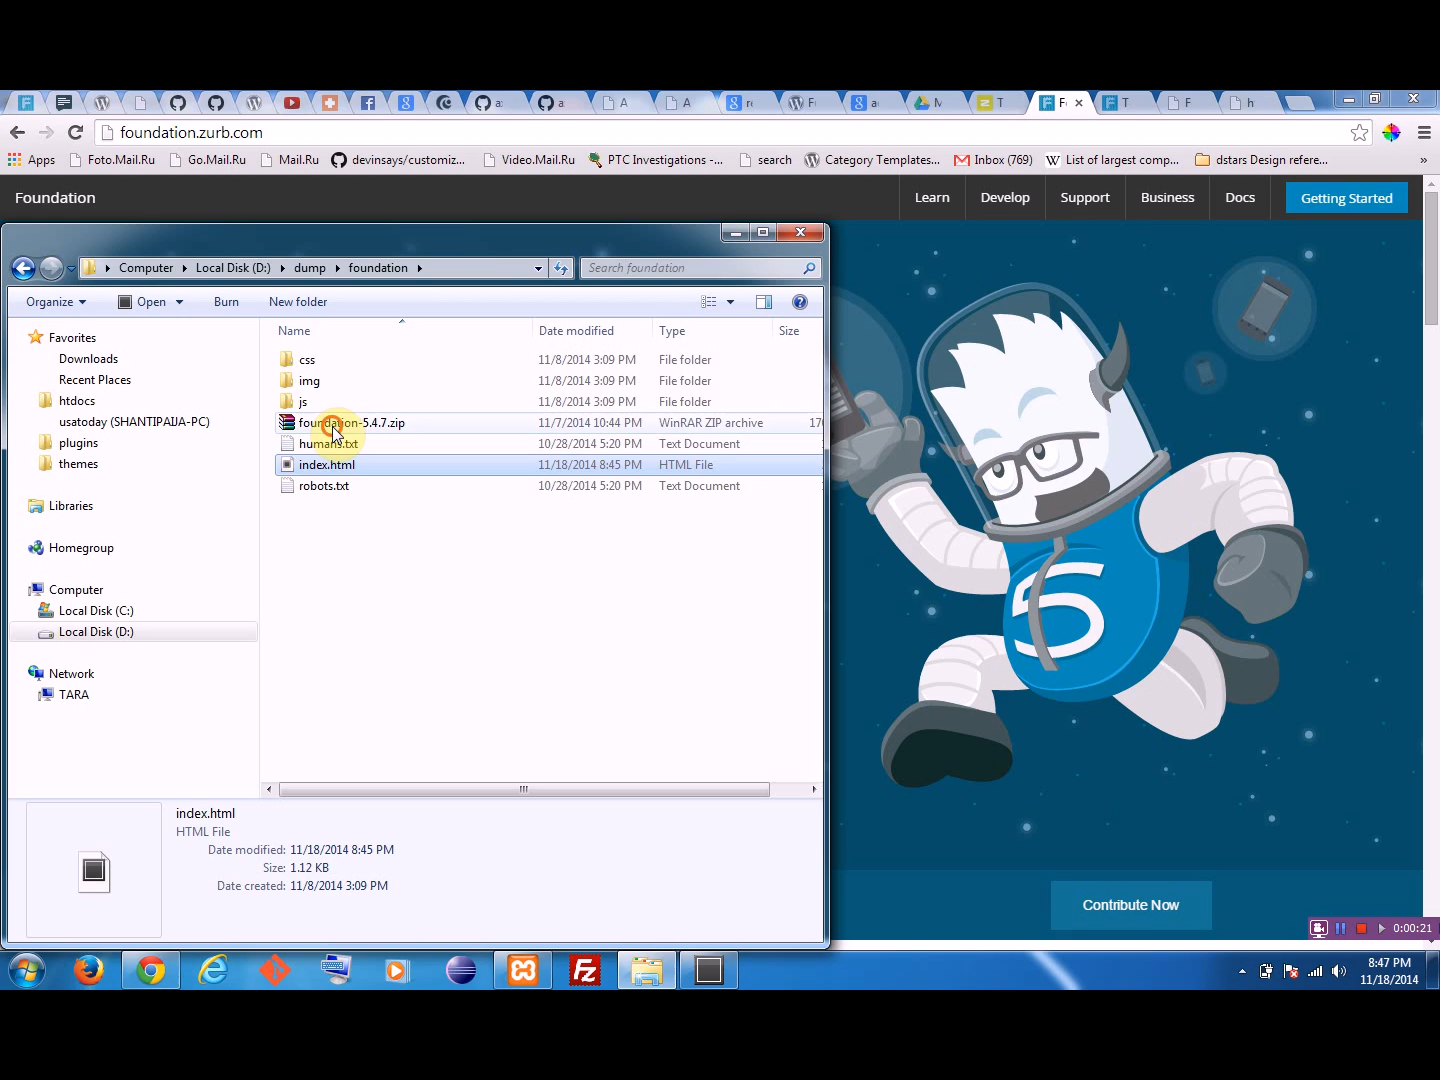 a
a
A
A
re
Fu
a
M
T
F
T
F
h
foundation.zurb.com
Apps
Foto.Mail.Ru
Go.Mail.Ru
Mail.Ru
devinsays/customiz...
Video.Mail.Ru
PTC Investigations -...
search
Category Templates...
Inbox (769)
List of largest comp...
dstars Design refere...
»
Foundation
Learn
Develop
Support
Business
Docs
Getting Started
Computer
Local Disk (D:)
dump
foundation
Search foundation
Organize
Open
Burn
New folder
Name
Date modified
Type
Size
css 11/8/2014 3:09 PM File folder
img 11/8/2014 3:09 PM File folder
js 11/8/2014 3:09 PM File folder
foundation-5.4.7.zip 11/7/2014 10:44 PM WinRAR ZIP archive 17
humans.txt 10/28/2014 5:20 PM Text Document
index.html 11/18/2014 8:45 PM HTML File
robots.txt 10/28/2014 5:20 PM Text Document
Favorites
Downloads
Recent Places
htdocs
usatoday (SHANTIPAIJA-PC)
plugins
themes
Libraries
Homegroup
Computer
Local Disk (C:)
Local Disk (D:)
Network
TARA
index.html
HTML File
Date modified: 11/18/2014 8:45 PM
Size: 1.12 KB
Date created: 11/8/2014 3:09 PM
5
Contribute Now
0:00:21
8:47 PM
11/18/2014